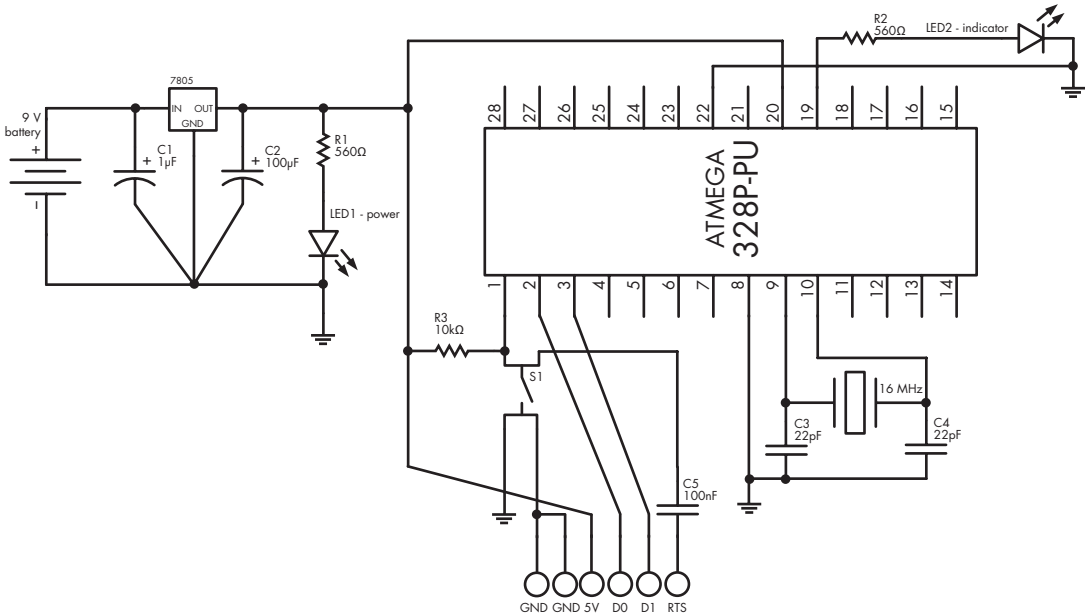 R2
560Ω
LED2 - indicator
7805
IN OUT
GND
9 V
battery
+
C1
1µF
+
C2
100µF
+
R1
560Ω
LED1 - power
28 27 26 25 24 23 22 21 20 19 18 17 16 15
ATMEGA
328P-PU
1 2 3 4 5 6 7 8 9 10 11 12 13 14
R3
10kΩ
S1
16 MHz
C3
22pF
C4
22pF
C5
100nF
GND GND 5V D0 D1 RTS